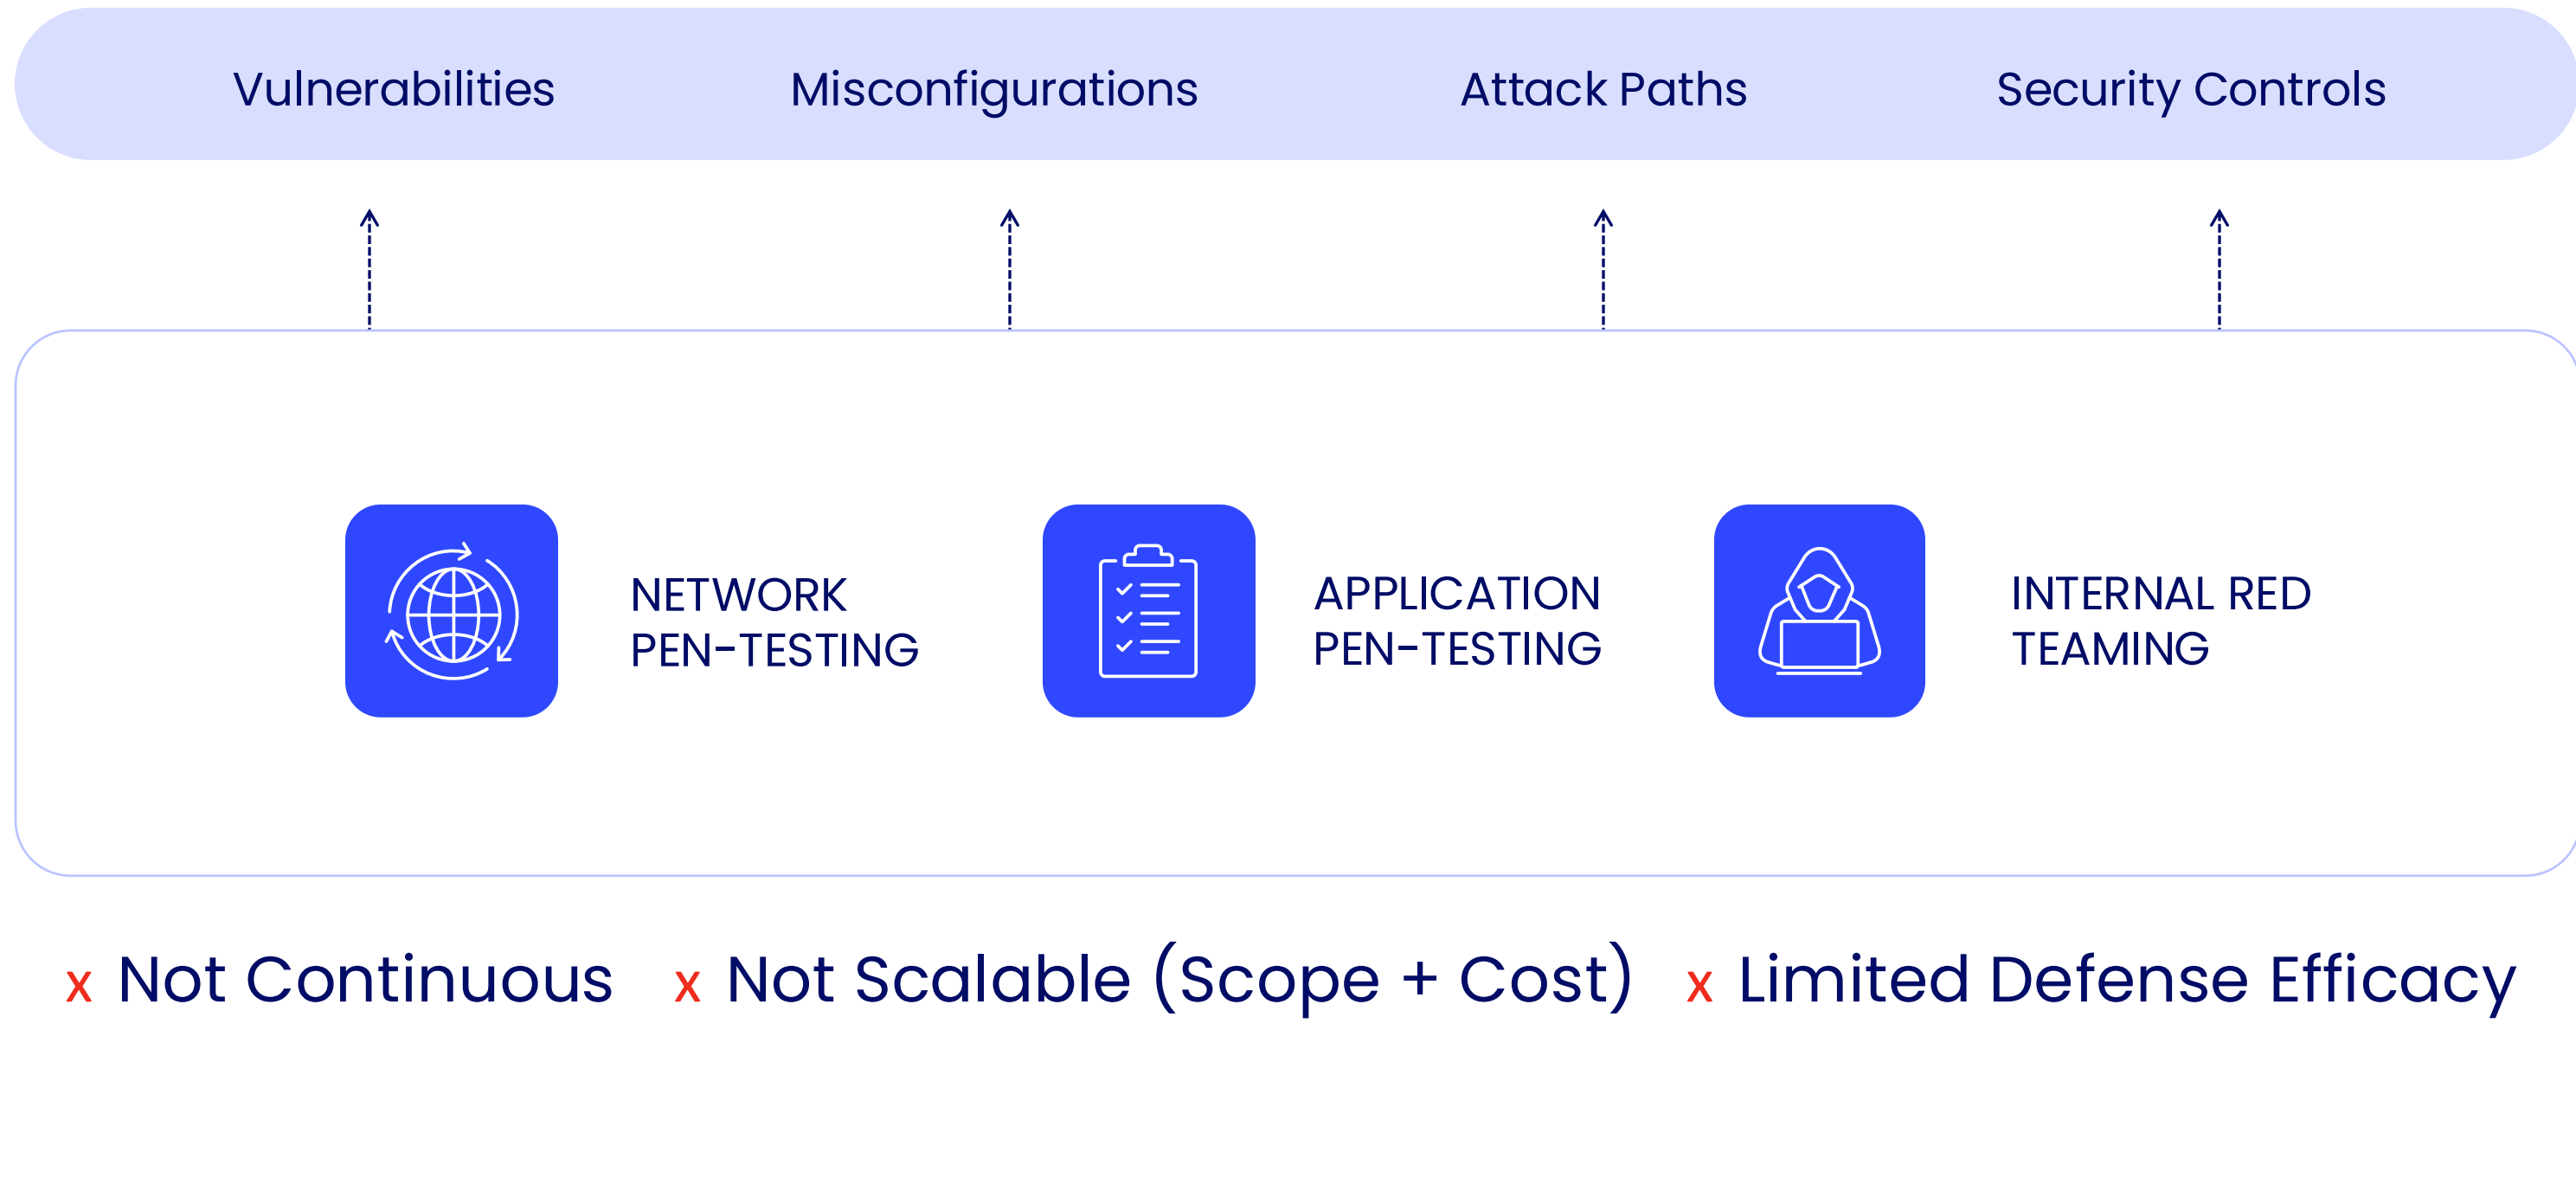 Vulnerabilities Misconfigurations Attack Paths Security Controls
NETWORK
PEN-TESTING
APPLICATION
PEN-TESTING
INTERNAL RED
TEAMING
x Not Continuous x Not Scalable (Scope + Cost) x Limited Defense Efficacy